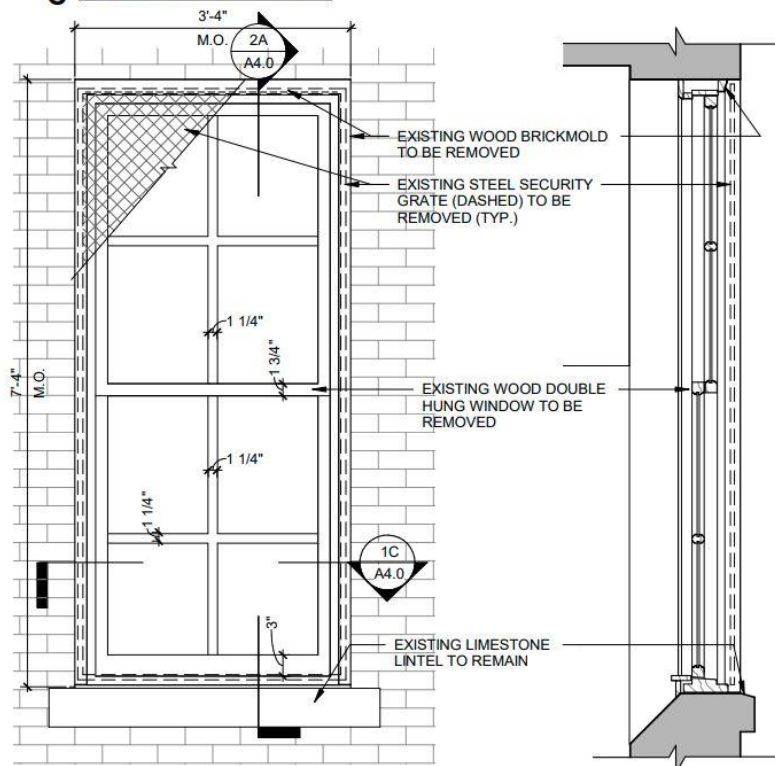 3'-4"
M.O.
2A
A4.0
EXISTING WOOD BRICKMOLD
TO BE REMOVED
EXISTING STEEL SECURITY
GRATE (DASHED) TO BE
REMOVED (TYP.)
1 1/4"
1 3/4"
7'-4"
M.O.
EXISTING WOOD DOUBLE
HUNG WINDOW TO BE
REMOVED
1 1/4"
1 1/4"
1C
A4.0
3"
EXISTING LIMESTONE
LINTEL TO REMAIN